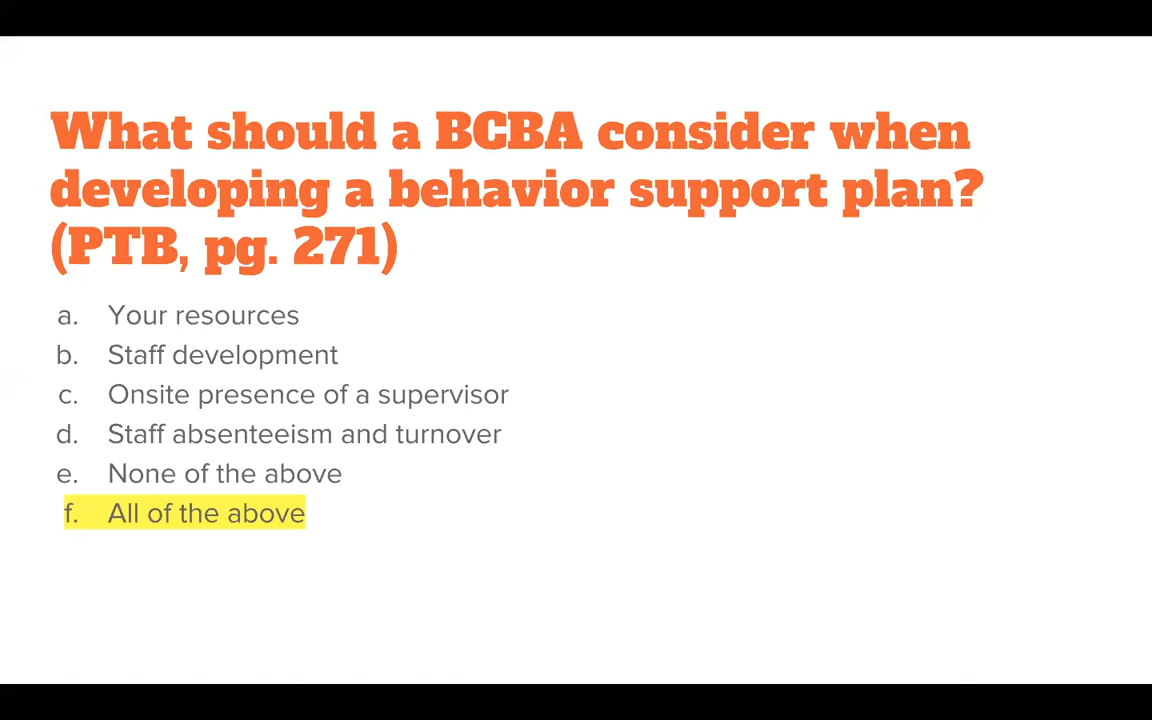 What should a BCBA consider when
developing a behavior support plan?
(PTB, pg. 271)
a. Your resources
b. Staff development
c. Onsite presence of a supervisor
d. Staff absenteeism and turnover
e. None of the above
f. All of the above